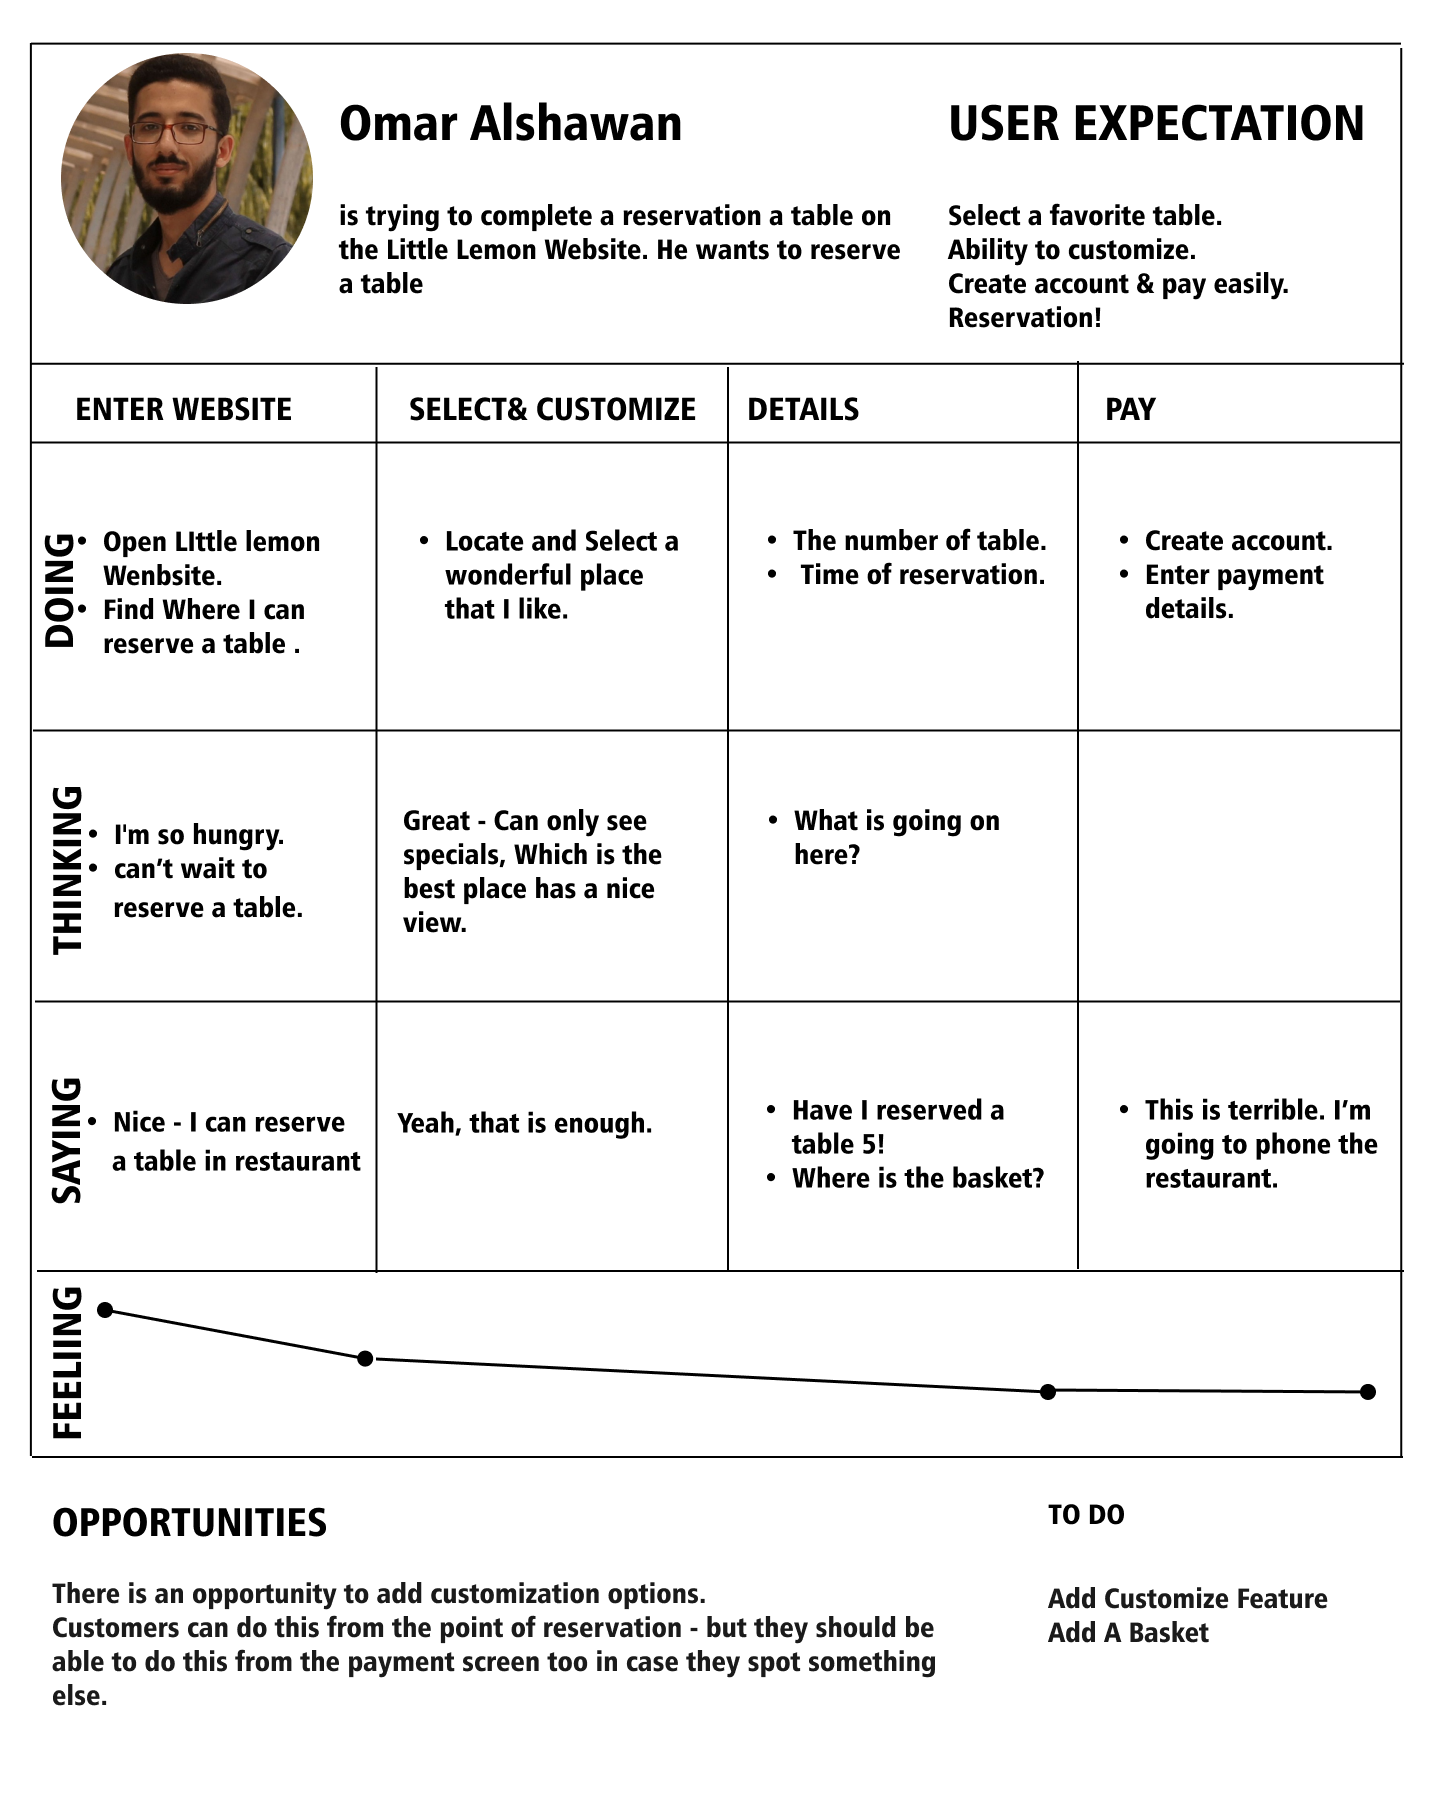 Omar Alshawan
is trying to complete a reservation a table on
the Little Lemon Website. He wants to reserve
a table
USER EXPECTATION
Select a favorite table.
Ability to customize.
Create account & pay easily.
Reservation!
ENTER WEBSITE
SELECT& CUSTOMIZE
DETAILS
PAY
DOING
• Open LIttle lemon
Wenbsite.
• Find Where I can
reserve a table .
• Locate and Select a
wonderful place
that I like.
• The number of table.
• Time of reservation.
• Create account.
• Enter payment
details.
THINKING
• I'm so hungry.
• can’t wait to
reserve a table.
Great - Can only see
specials, Which is the
best place has a nice
view.
• What is going on
here?
SAYING
• Nice - I can reserve
a table in restaurant
Yeah, that is enough.
• Have I reserved a
table 5!
• Where is the basket?
• This is terrible. I’m
going to phone the
restaurant.
FEELIING
OPPORTUNITIES
There is an opportunity to add customization options.
Customers can do this from the point of reservation - but they should be
able to do this from the payment screen too in case they spot something
else.
TO DO
Add Customize Feature
Add A Basket